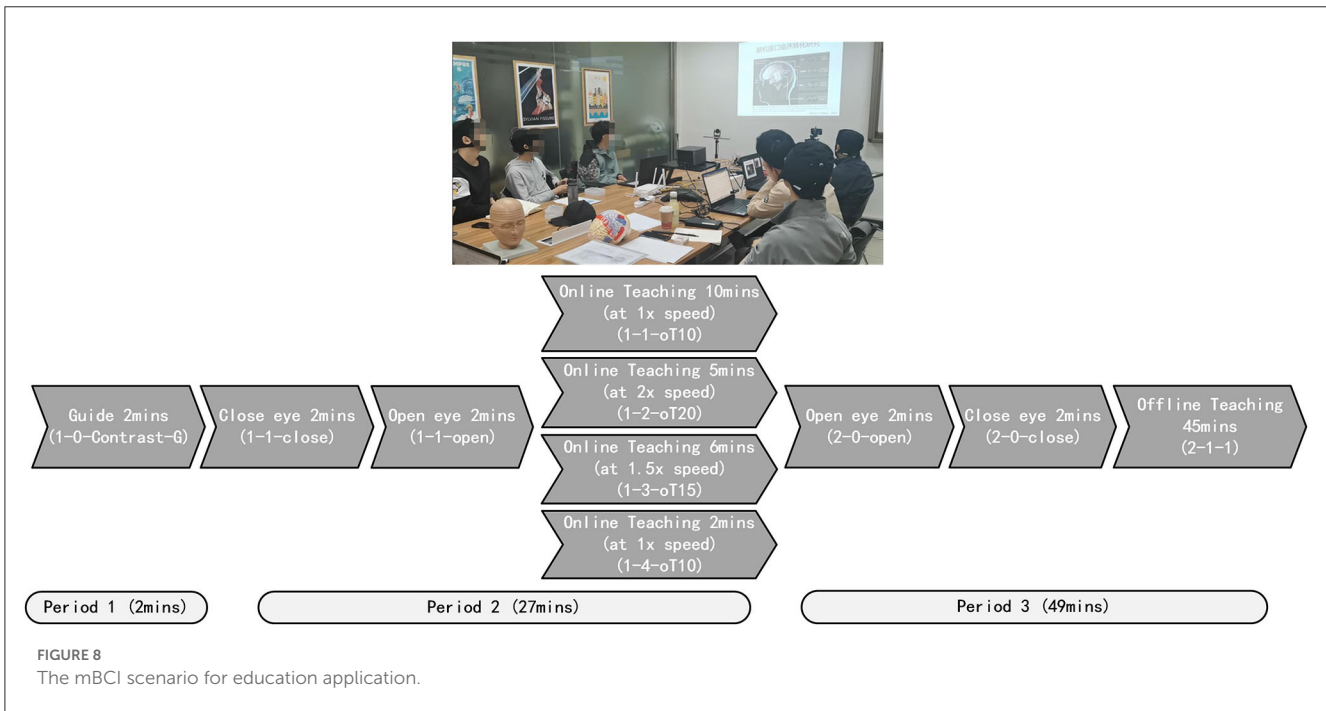 SYLVIAN FISSURE
Guide 2mins
(1-0-Contrast-G)
Close eye 2mins
(1-1-close)
Open eye 2mins
(1-1-open)
Online Teaching 10mins
(at 1x speed)
(1-1-oT10)
Online Teaching 5mins
(at 2x speed)
(1-2-oT20)
Online Teaching 6mins
(at 1.5x speed)
(1-3-oT15)
Online Teaching 2mins
(at 1x speed)
(1-4-oT10)
Open eye 2mins
(2-0-open)
Close eye 2mins
(2-0-close)
Offline Teaching
45mins
(2-1-1)
Period 1 (2mins)
Period 2 (27mins)
Period 3 (49mins)
FIGURE 8
The mBCI scenario for education application.